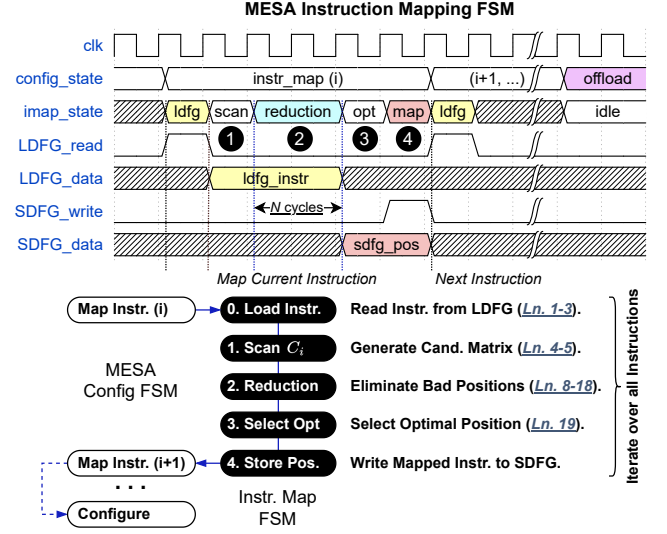 MESA Instruction Mapping FSM
clk
config_state instr_map (i) (i+1, ...) offload
imap_state ldfg scan reduction opt map ldfg idle
LDFG_read 1 2 3 4
LDFG_data ldfg_instr
SDFG_write N cycles
SDFG_data sdfg_pos
Map Current Instruction Next Instruction
Map Instr. (i) 0. Load Instr. Read Instr. from LDFG (Ln. 1-3).
1. Scan Ci Generate Cand. Matrix (Ln. 4-5).
MESA
Config FSM
2. Reduction Eliminate Bad Positions (Ln. 8-18).
3. Select Opt Select Optimal Position (Ln. 19).
Map Instr. (i+1) 4. Store Pos. Write Mapped Instr. to SDFG.
. . .
Configure
Instr. Map
FSM
Iterate over all Instructions